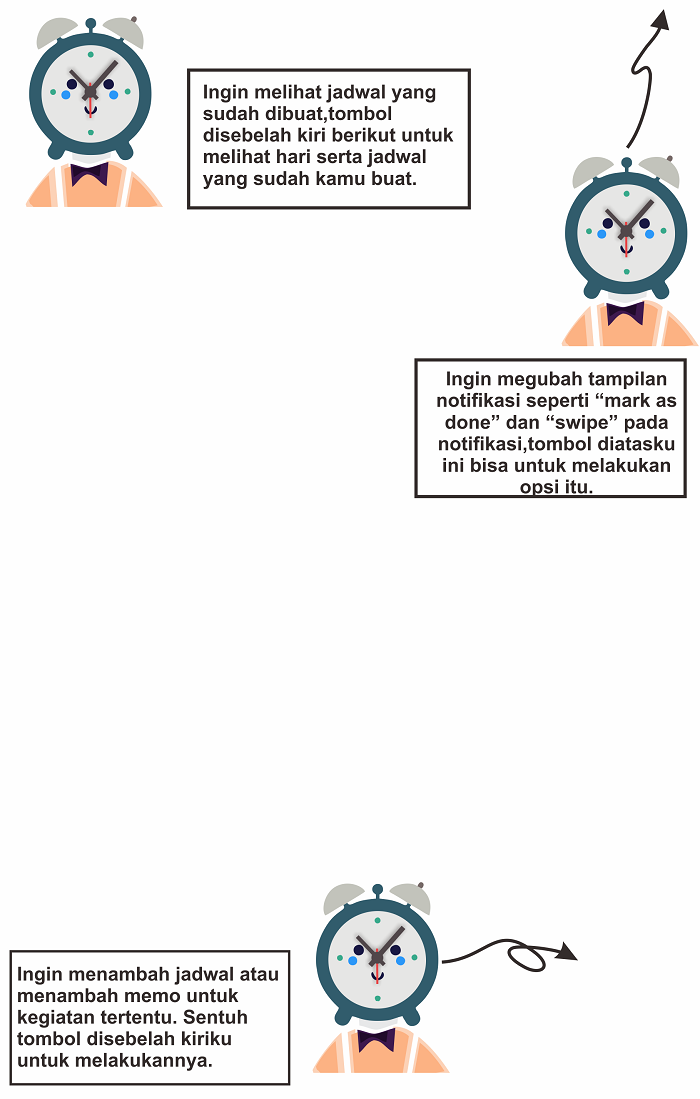 Ingin melihat jadwal yang
sudah dibuat,tombol
disebelah kiri berikut untuk
melihat hari serta jadwal
yang sudah kamu buat.
Ingin megubah tampilan
notifikasi seperti “mark as
done” dan “swipe” pada
notifikasi,tombol diatasku
ini bisa untuk melakukan
opsi itu.
Ingin menambah jadwal atau
menambah memo untuk
kegiatan tertentu. Sentuh
tombol disebelah kiriku
untuk melakukannya.